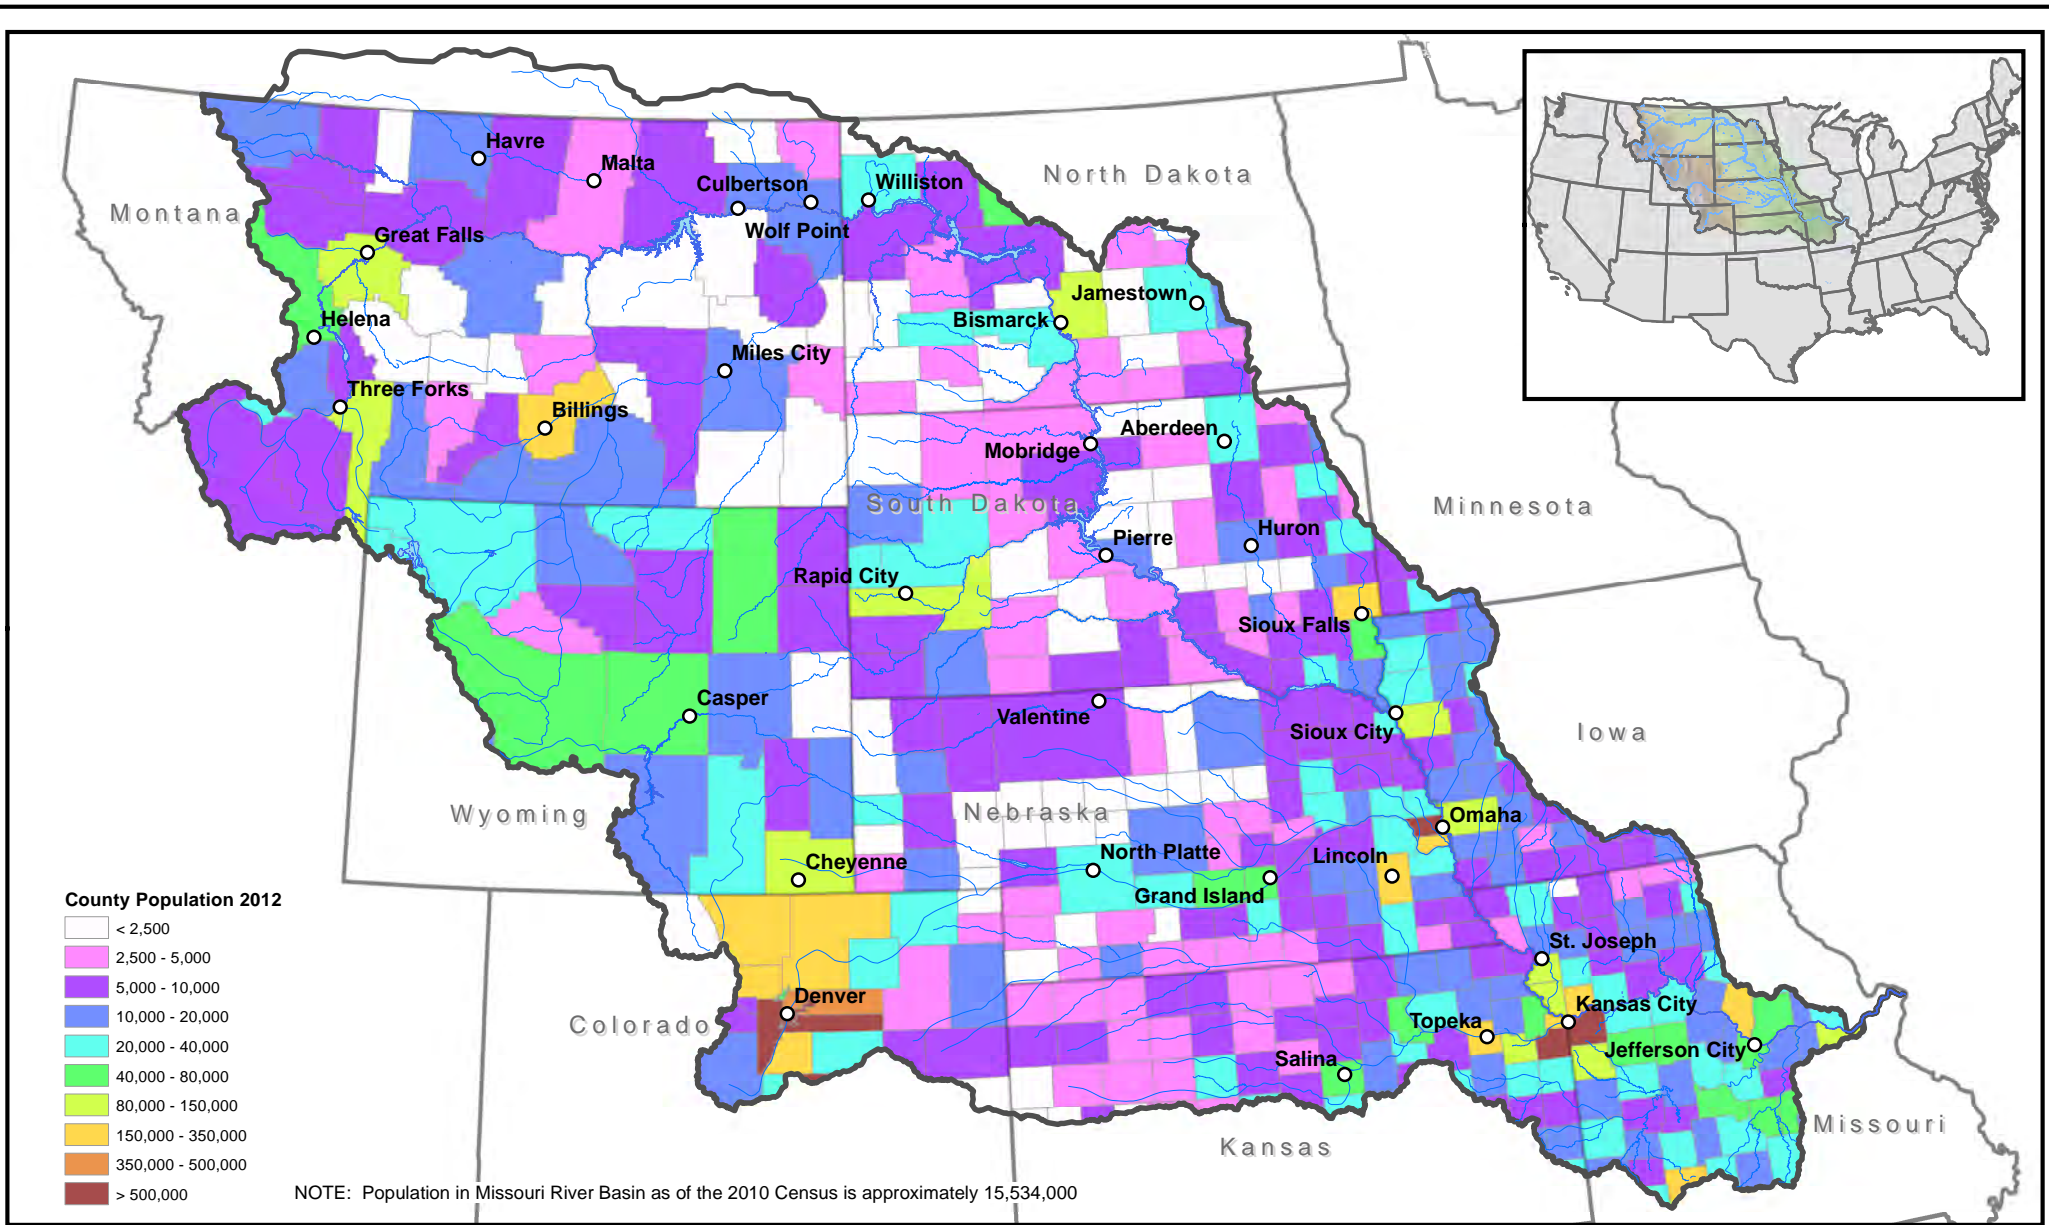 Havre
Malta
Culbertson
Williston
North Dakota
Montana
Great Falls
Wolf Point
Jamestown
Helena
Bismarck
Miles City
Three Forks
Billings
Aberdeen
Mobridge
South Dakota
Minnesota
Pierre
Huron
Rapid City
Sioux Falls
Casper
Valentine
Sioux City
Iowa
Wyoming
Nebraska
Omaha
Cheyenne
North Platte
Lincoln
Grand Island
St. Joseph
Denver
Kansas City
Colorado
Topeka
Jefferson City
Salina
Missouri
Kansas
County Population 2012
< 2,500
2,500 - 5,000
5,000 - 10,000
10,000 - 20,000
20,000 - 40,000
40,000 - 80,000
80,000 - 150,000
150,000 - 350,000
350,000 - 500,000
> 500,000
NOTE: Population in Missouri River Basin as of the 2010 Census is approximately 15,534,000